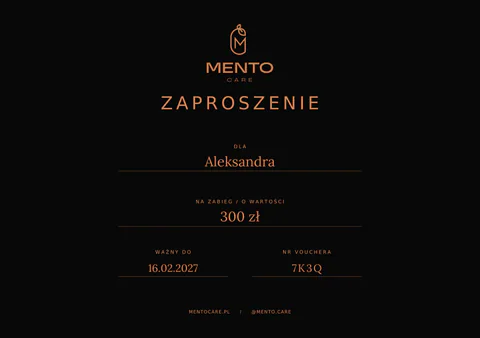 M
MENTO
CARE
ZAPROSZENIE
DLA
Aleksandra
NA ZABIEG / O WARTOŚCI
300 zł
WAŻNY DO
16.02.2027
NR VOUCHERA
7K3Q
MENTOCARE.PL | @MENTO.CARE